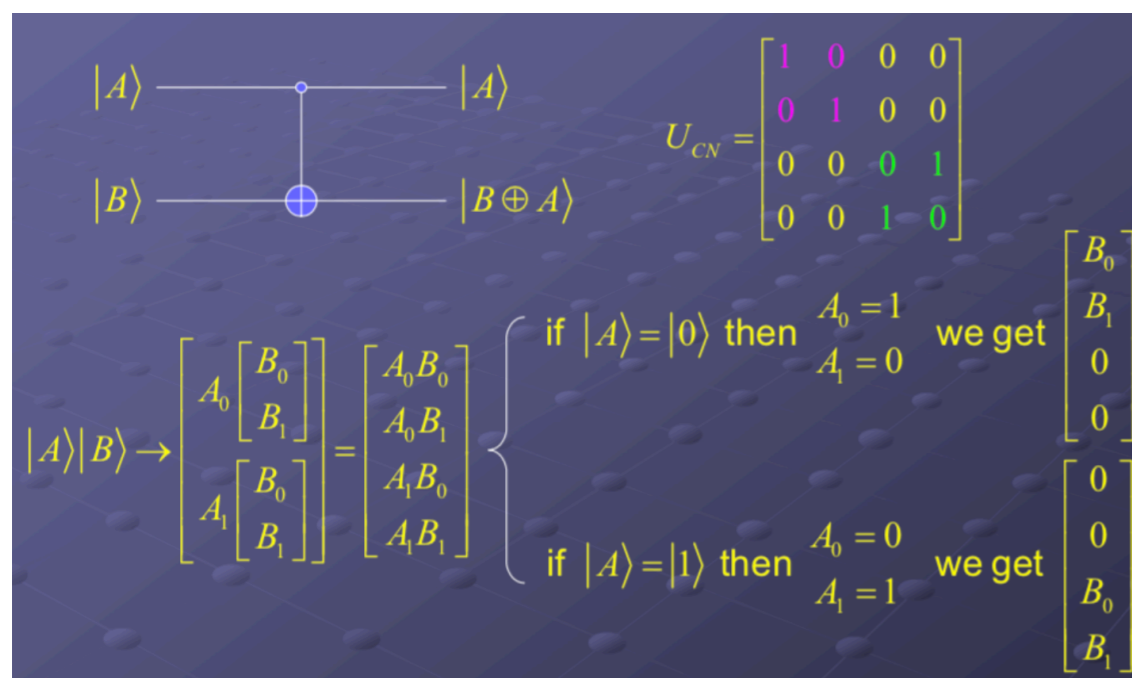 |A⟩ |A⟩
|B⟩ |B ⊕ A⟩
U_CN = [1 0 0 0
0 1 0 0
0 0 0 1
0 0 1 0]
|A⟩|B⟩ → [A₀[B₀ B₁] A₁[B₀ B₁]] = [A₀B₀ A₀B₁ A₁B₀ A₁B₁]
if |A⟩=|0⟩ then A₀ = 1 A₁ = 0 we get [B₀ B₁ 0 0]
if |A⟩=|1⟩ then A₀ = 0 A₁ = 1 we get [0 0 B₀ B₁]